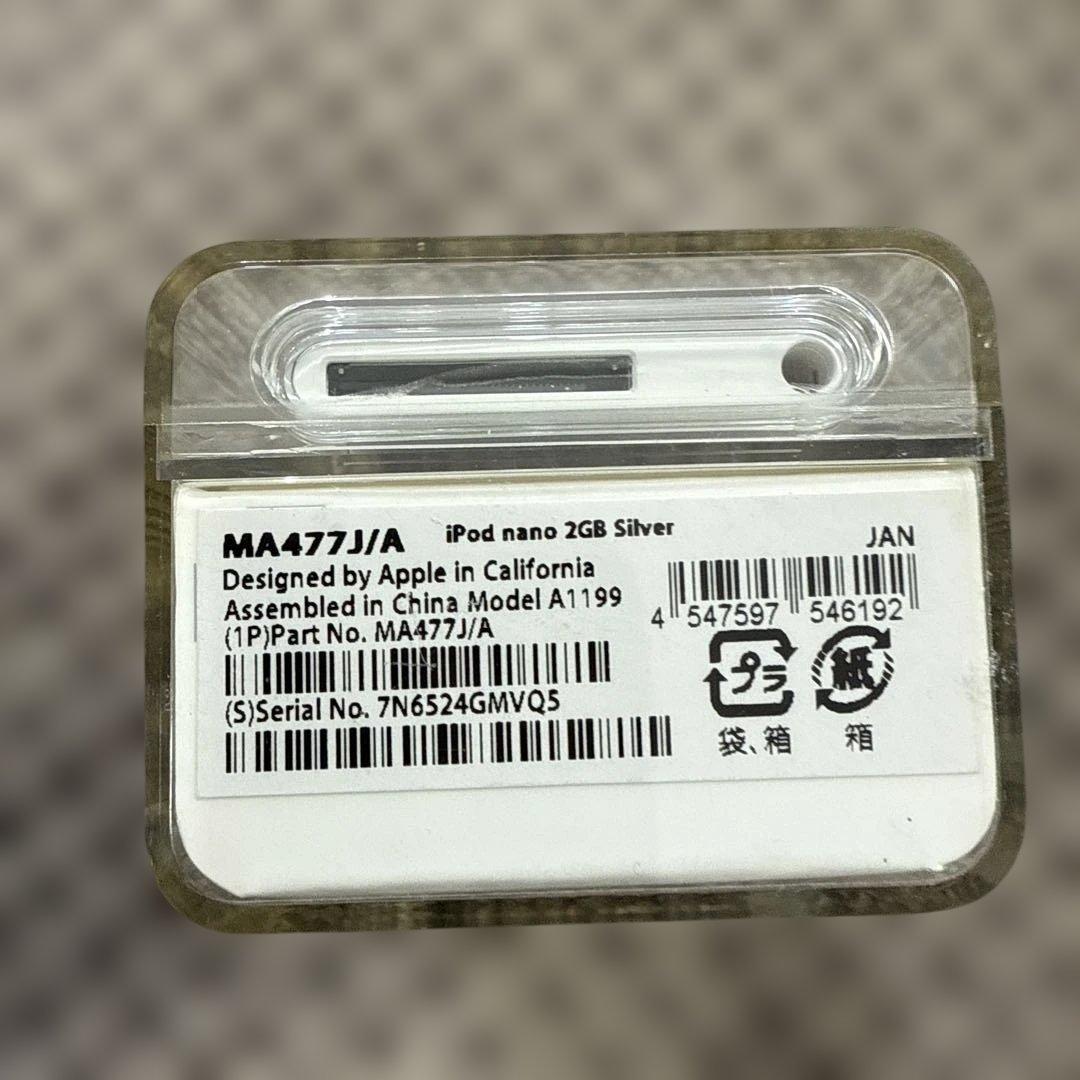 MA477J/A iPod nano 2GB Silver
JAN
Designed by Apple in California
Assembled in China Model A1199
(1P)Part No. MA477J/A
4 547597 546192
(S)Serial No. 7N6524GMVQ5
プラ 紙
袋、箱 箱